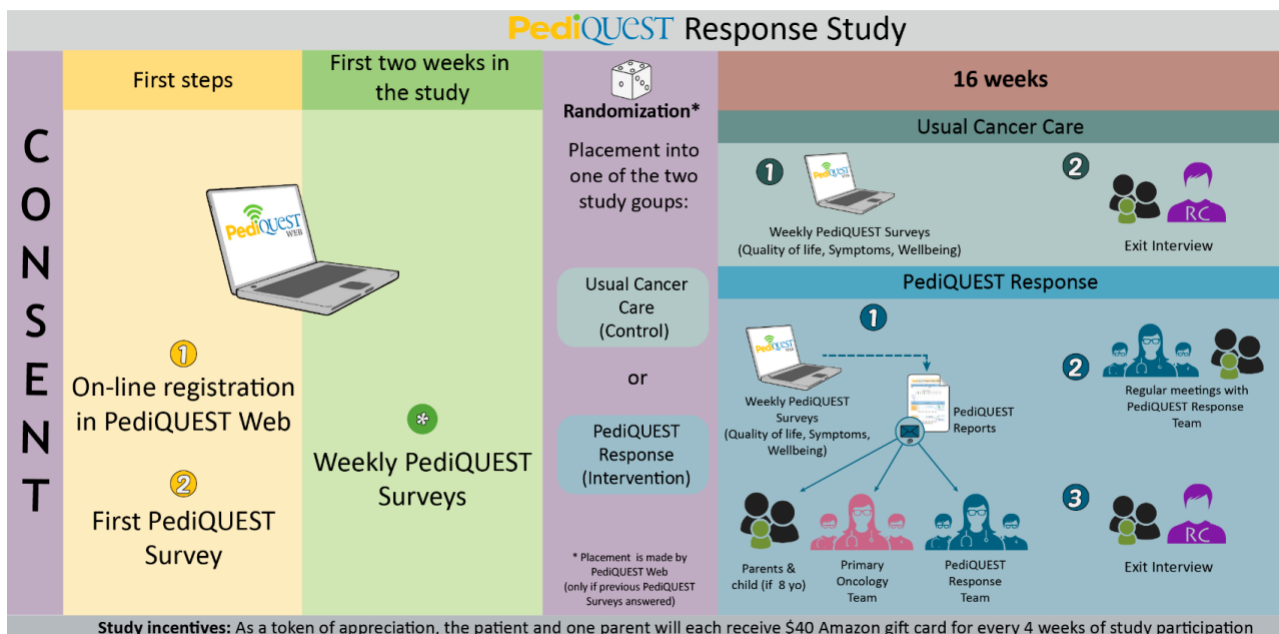 PediQUEST Response Study
CONSENT
First steps
PediQUEST
WEB
1
On-line registration
in PediQUEST Web
2
First PediQUEST
Survey
First two weeks in
the study
*
Weekly PediQUEST
Surveys
Randomization*
Placement into
one of the two
study goups:
Usual Cancer
Care
(Control)
or
PediQUEST
Response
(Intervention)
* Placement is made by
PediQUEST Web
(only if previous PediQUEST
Surveys answered)
16 weeks
Usual Cancer Care
1
PediQUEST
Weekly PediQUEST Surveys
(Quality of life, Symptoms, Wellbeing)
2
RC
Exit Interview
PediQUEST Response
1
PediQUEST
Weekly PediQUEST
Surveys
(Quality of life, Symptoms,
Wellbeing)
PediQUEST
Reports
Parents &
child (if 8 yo)
Primary
Oncology
Team
PediQUEST
Response
Team
2
Regular meetings with
PediQUEST Response
Team
3
RC
Exit Interview
Study incentives: As a token of appreciation, the patient and one parent will each receive $40 Amazon gift card for every 4 weeks of study participation